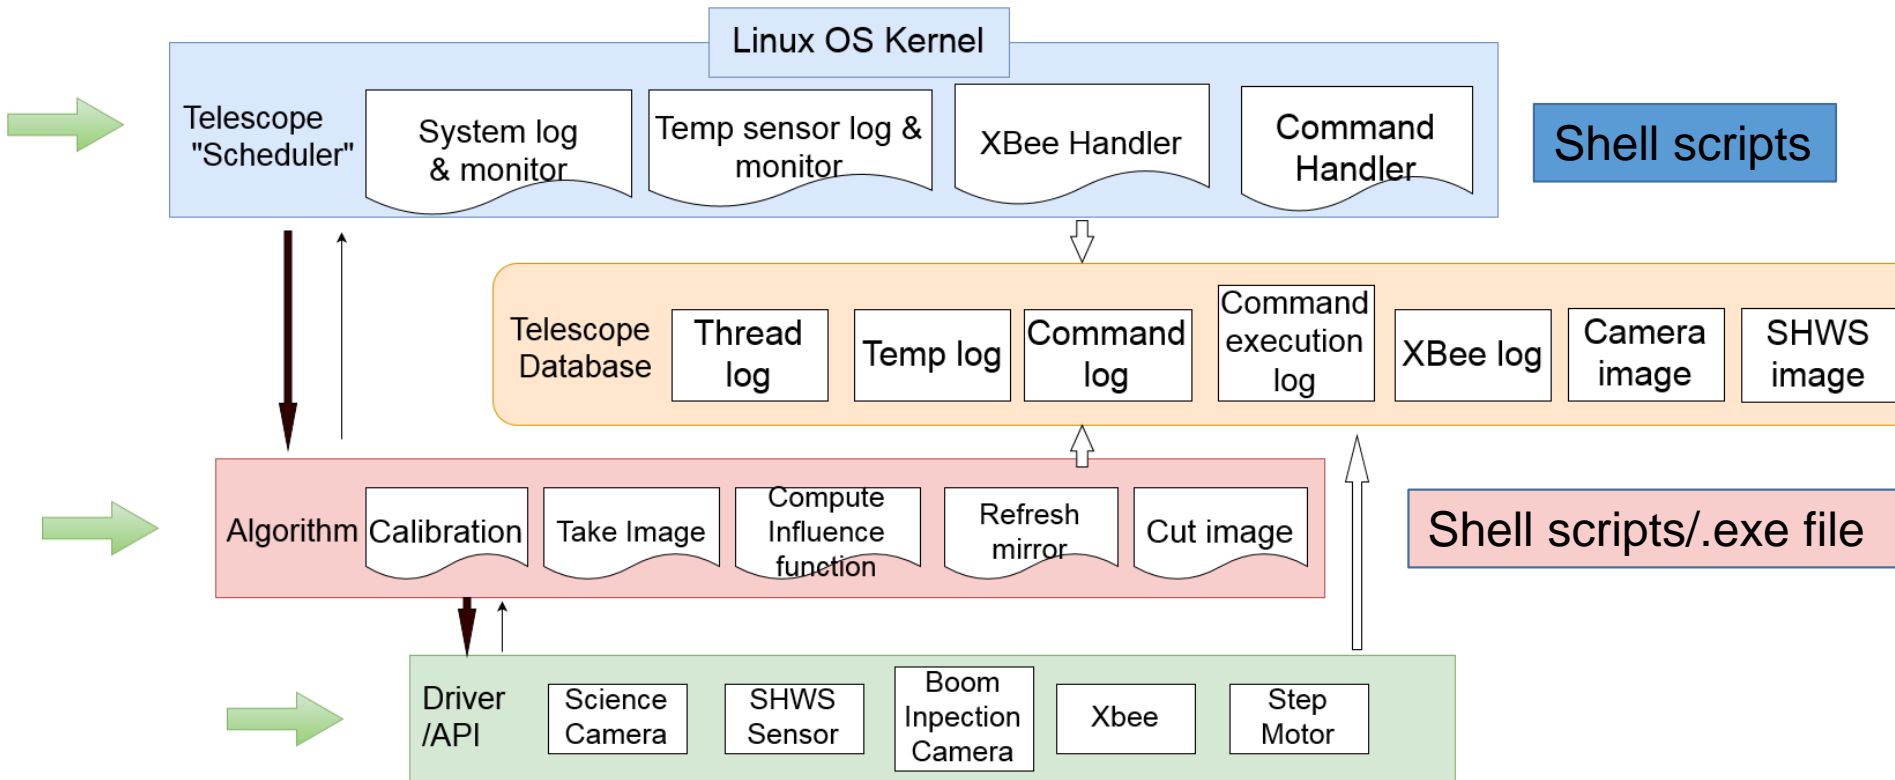 Linux OS Kernel
Telescope
"Scheduler"
System log
& monitor
Temp sensor log &
monitor
XBee Handler
Command
Handler
Shell scripts
Telescope
Database
Thread
log
Temp log
Command
log
Command
execution
log
XBee log
Camera
image
SHWS
image
Algorithm
Calibration
Take Image
Compute
Influence
function
Refresh
mirror
Cut image
Shell scripts/.exe file
Driver
/API
Science
Camera
SHWS
Sensor
Boom
Inpection
Camera
Xbee
Step
Motor